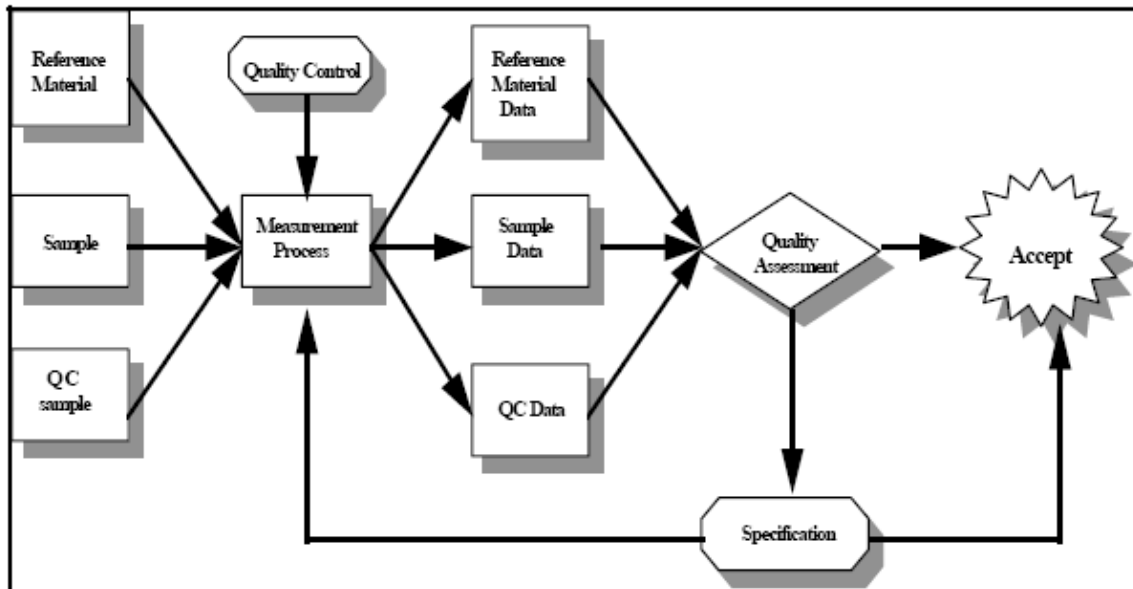 Reference
Material
Quality Control
Reference
Material
Data
Sample
Measurement
Process
Sample
Data
Quality
Assessment
Accept
QC
sample
QC Data
Specification